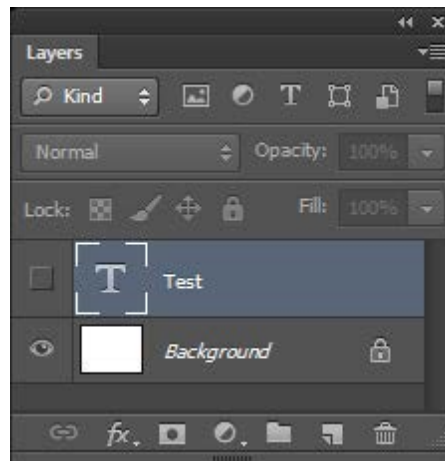 Layers
Kind
Normal Opacity: 100%
Lock: Fill: 100%
T Test
Background
fx.